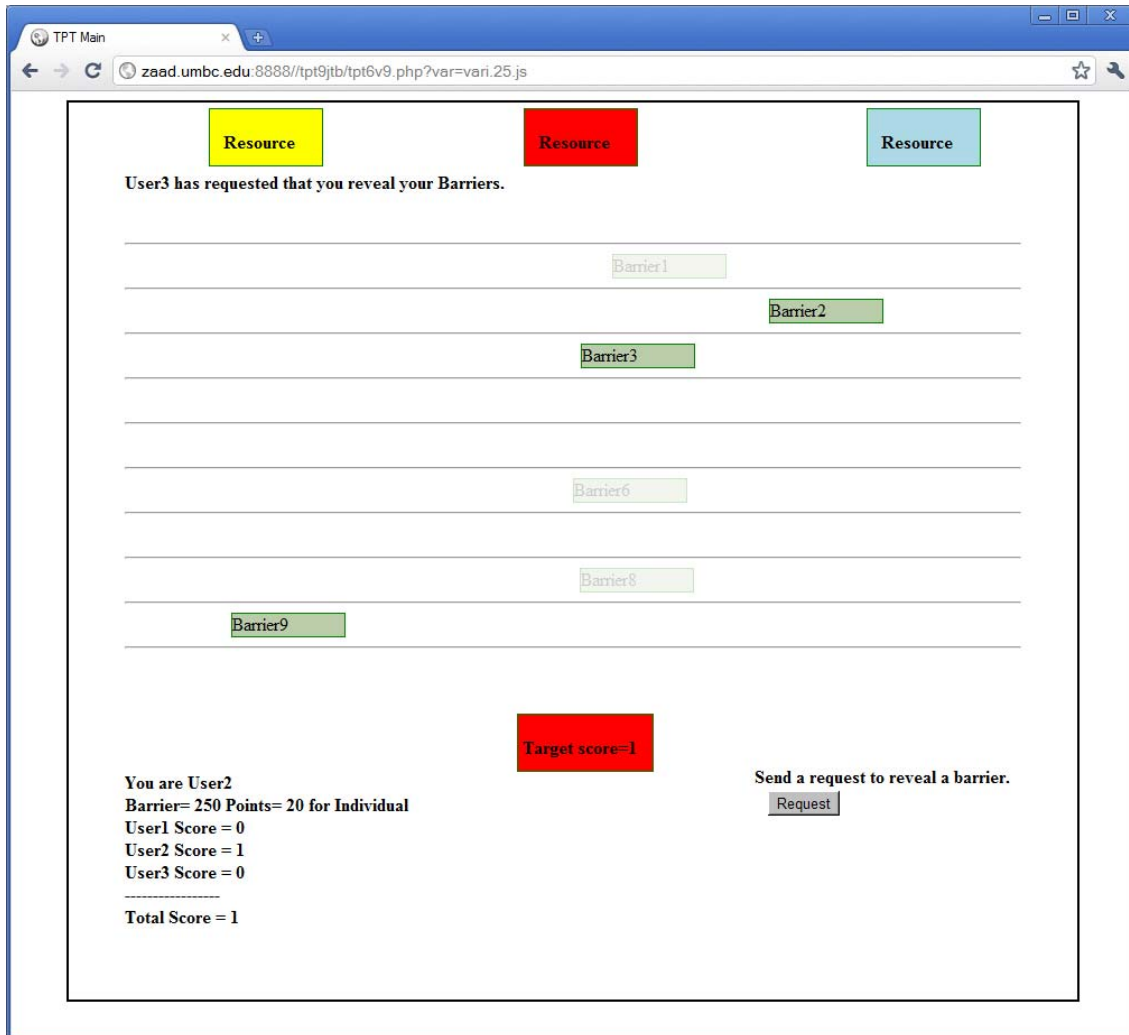 TPT Main
zaad.umbc.edu:8888//tpt9jtb/tpt6v9.php?var=vari.25.js
Resource Resource Resource
User3 has requested that you reveal your Barriers.
Barrier1
Barrier2
Barrier3
Barrier6
Barrier8
Barrier9
Target score=1
You are User2
Barrier= 250 Points= 20 for Individual
User1 Score = 0
User2 Score = 1
User3 Score = 0
-----------------
Total Score = 1
Send a request to reveal a barrier.
Request